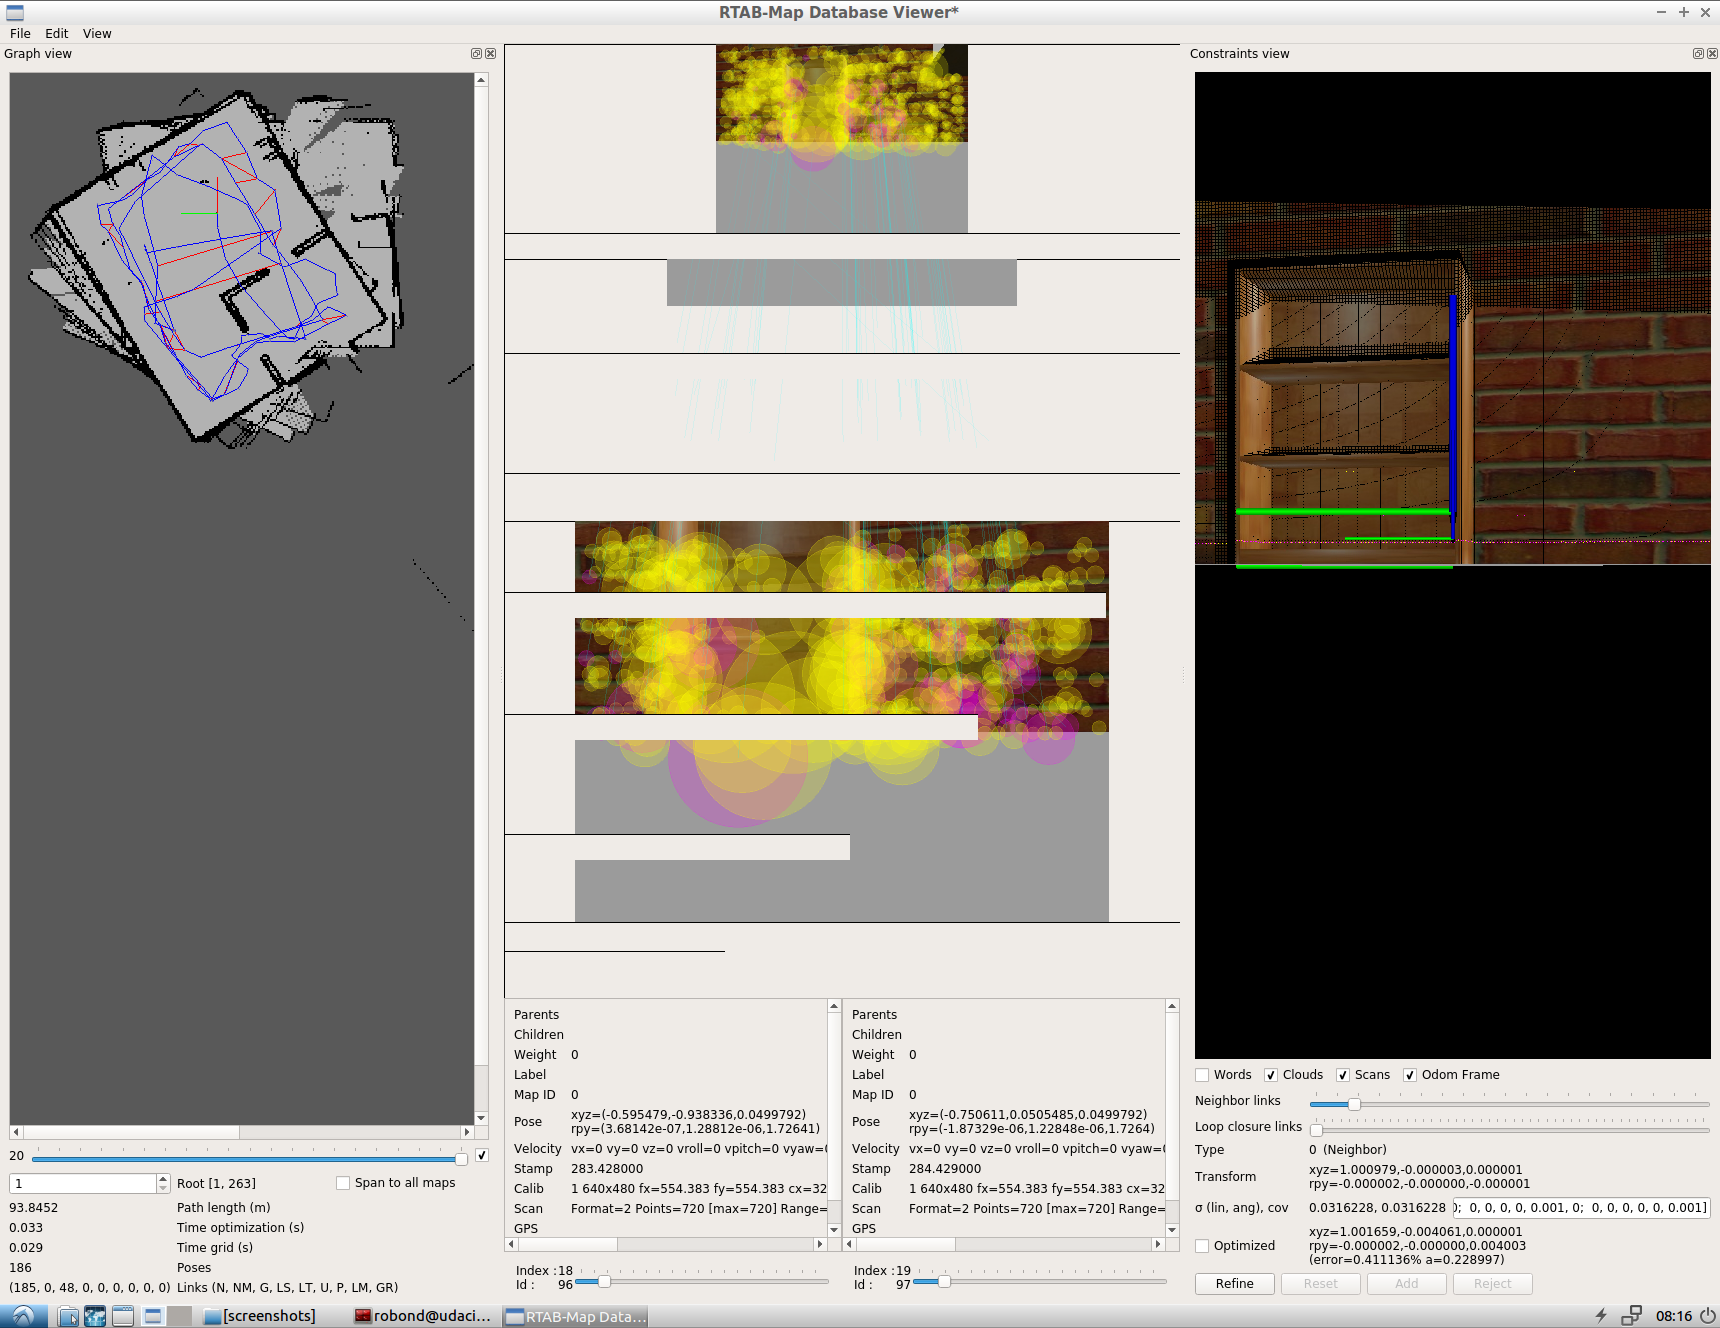 RTAB-Map Database Viewer*
File Edit View
Graph view
Constraints view
20
1
Root [1, 263]
Span to all maps
93.8452 Path length (m)
0.033 Time optimization (s)
0.029 Time grid (s)
186 Poses
(185, 0, 48, 0, 0, 0, 0, 0, 0) Links (N, NM, G, LS, LT, U, P, LM, GR)
Parents
Children
Weight 0
Label
Map ID 0
Pose xyz=(-0.595479,-0.938336,0.0499792)
rpy=(3.68142e-07,1.28812e-06,1.72641)
Velocity vx=0 vy=0 vz=0 vroll=0 vpitch=0 vyaw=
Stamp 283.428000
Calib 1 640x480 fx=554.383 fy=554.383 cx=32
Scan Format=2 Points=720 [max=720] Range=
GPS
Index : 18
Id : 96
Parents
Children
Weight 0
Label
Map ID 0
Pose xyz=(-0.750611,0.0505485,0.0499792)
rpy=(-1.87329e-06,1.22848e-06,1.7264)
Velocity vx=0 vy=0 vz=0 vroll=0 vpitch=0 vyaw=
Stamp 284.429000
Calib 1 640x480 fx=554.383 fy=554.383 cx=32
Scan Format=2 Points=720 [max=720] Range=
GPS
Index : 19
Id : 97
Words Clouds Scans Odom Frame
Neighbor links
Loop closure links
Type 0 (Neighbor)
Transform xyz=1.000979,-0.000003,0.000001
rpy=-0.000002,-0.000000,-0.000001
σ (lin, ang), cov 0.0316228, 0.0316228 0; 0, 0, 0, 0, 0.001, 0; 0, 0, 0, 0, 0, 0.001]
Optimized xyz=1.001659,-0.004061,0.000001
rpy=-0.000002,-0.000000,0.004003
(error=0.411136% a=0.228997)
Refine Reset Add Reject
[screenshots] robond@udaci... RTAB-Map Data... 08:16